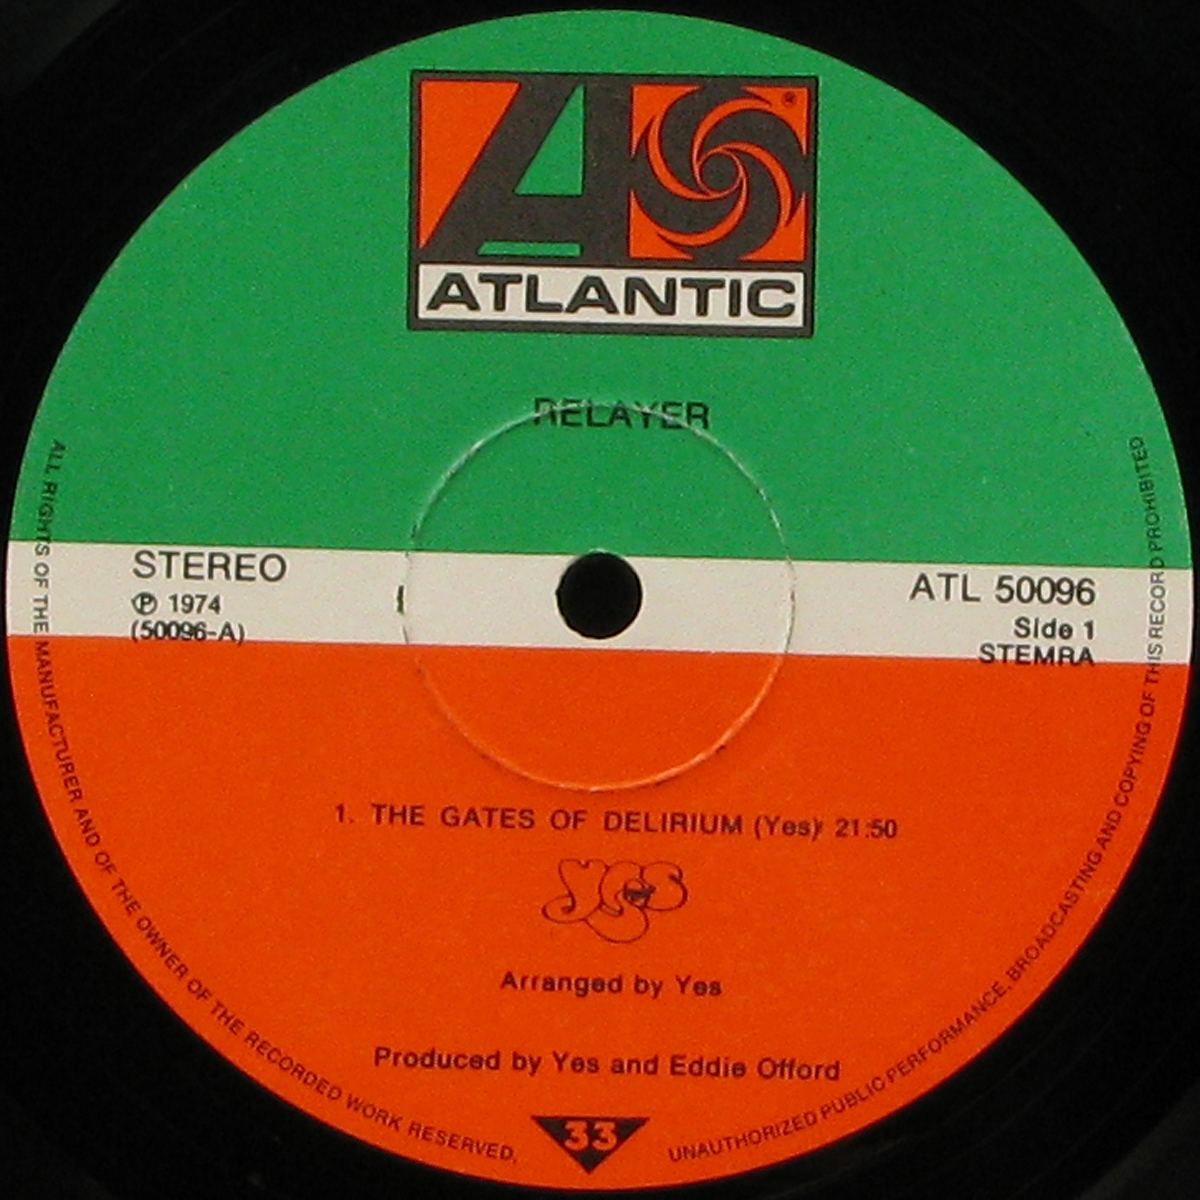 ATLANTIC
®
RELAYER
STEREO
℗ 1974
(50096-A)
ATL 50096
Side 1
STEMRA
1. THE GATES OF DELIRIUM (Yes) 21:50
yes
Arranged by Yes
Produced by Yes and Eddie Offord
33
ALL RIGHTS OF THE MANUFACTURER AND OF THE OWNER OF THE RECORDED WORK RESERVED.
UNAUTHORIZED PUBLIC PERFORMANCE, BROADCASTING AND COPYING OF THIS RECORD PROHIBITED